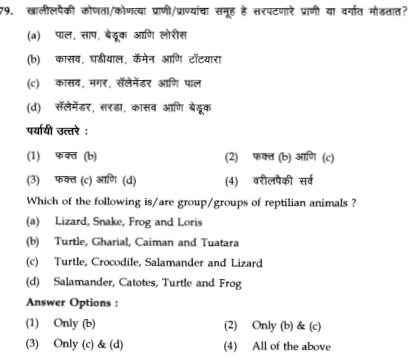 79. खालीलपैकी कोणता/कोणत्या प्राणी/प्राण्यांचा समूह हे सरपटणारे प्राणी या वर्गात मोडतात?
(a) पाल, साप, बेडूक आणि लोरीस
(b) कासव, घडीयाल, कॅमेन आणि टॉटयारा
(c) कासव, मगर, सॅलेमेंडर आणि पाल
(d) सॅलेमेंडर, सरडा, कासव आणि बेडूक
पर्यायी उत्तरे :
(1) फक्त (b) (2) फक्त (b) आणि (c)
(3) फक्त (c) आणि (d) (4) वरीलपैकी सर्व
Which of the following is/are group/groups of reptilian animals ?
(a) Lizard, Snake, Frog and Loris
(b) Turtle, Gharial, Caiman and Tuatara
(c) Turtle, Crocodile, Salamander and Lizard
(d) Salamander, Catotes, Turtle and Frog
Answer Options :
(1) Only (b) (2) Only (b) & (c)
(3) Only (c) & (d) (4) All of the above